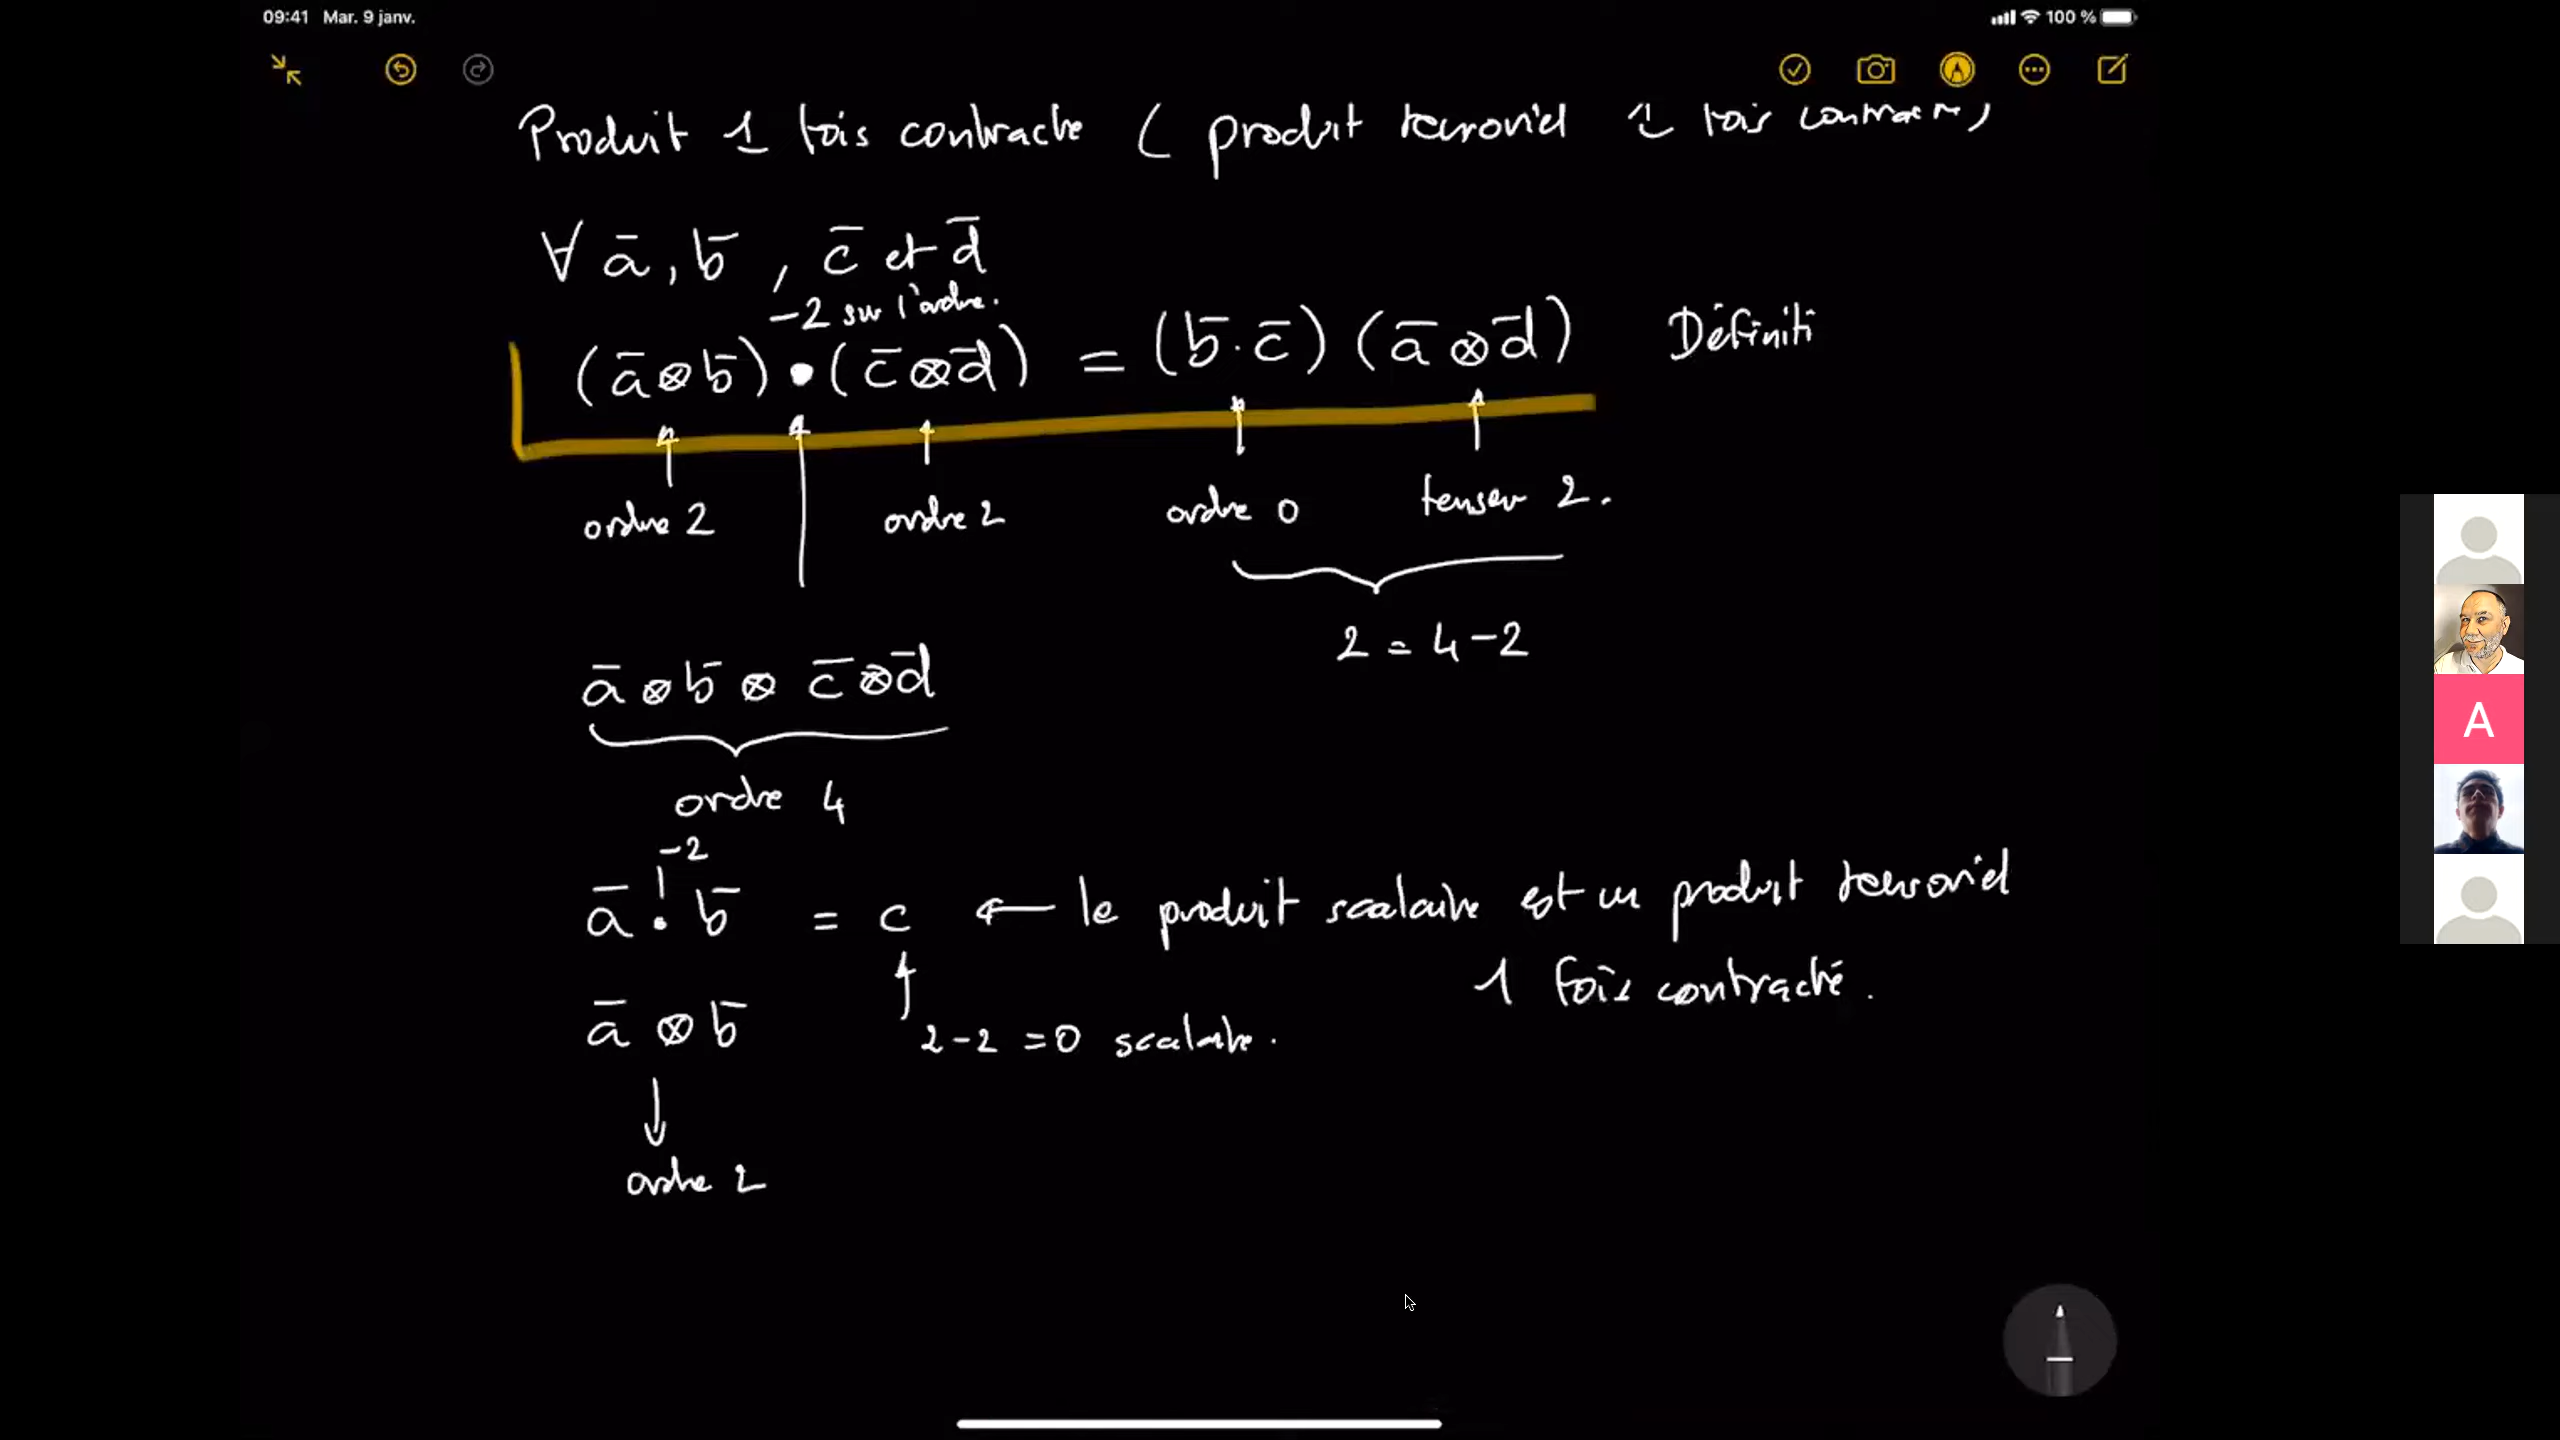 09:41 Mar. 9 janv. 100 %
Produit 1 fois contracté ( produit tensoriel 1 fois contracté)
∀ a̅, b̅ , c̅ et d̅
-2 sur l'ordre.
(a̅ ⊗ b̅) • (c̅ ⊗ d̅) = (b̅ . c̅) (a̅ ⊗ d̅) Définiti
ordre 2 ordre 2 ordre 0 tenseur 2.
2 = 4-2
a̅ ⊗ b̅ ⊗ c̅ ⊗ d̅
ordre 4
-2
a̅ . b̅ = c ← le produit scalaire est un produit tensoriel
1 fois contracté.
a̅ ⊗ b̅
2-2 = 0 scalaire.
ordre 2
A